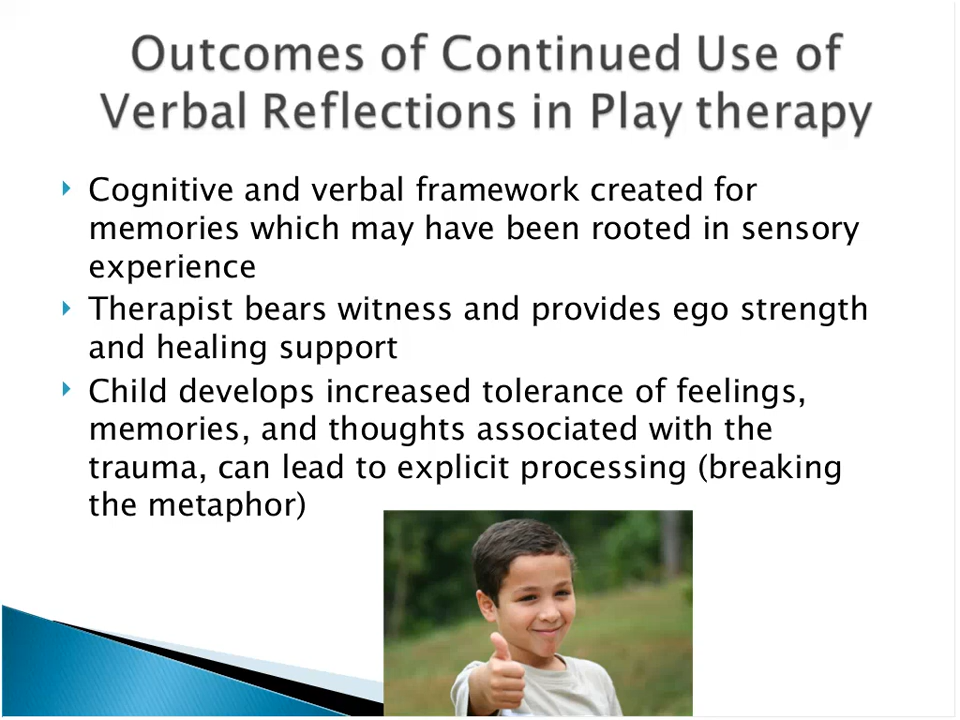 Outcomes of Continued Use of
Verbal Reflections in Play therapy
Cognitive and verbal framework created for
memories which may have been rooted in sensory
experience
Therapist bears witness and provides ego strength
and healing support
Child develops increased tolerance of feelings,
memories, and thoughts associated with the
trauma, can lead to explicit processing (breaking
the metaphor)